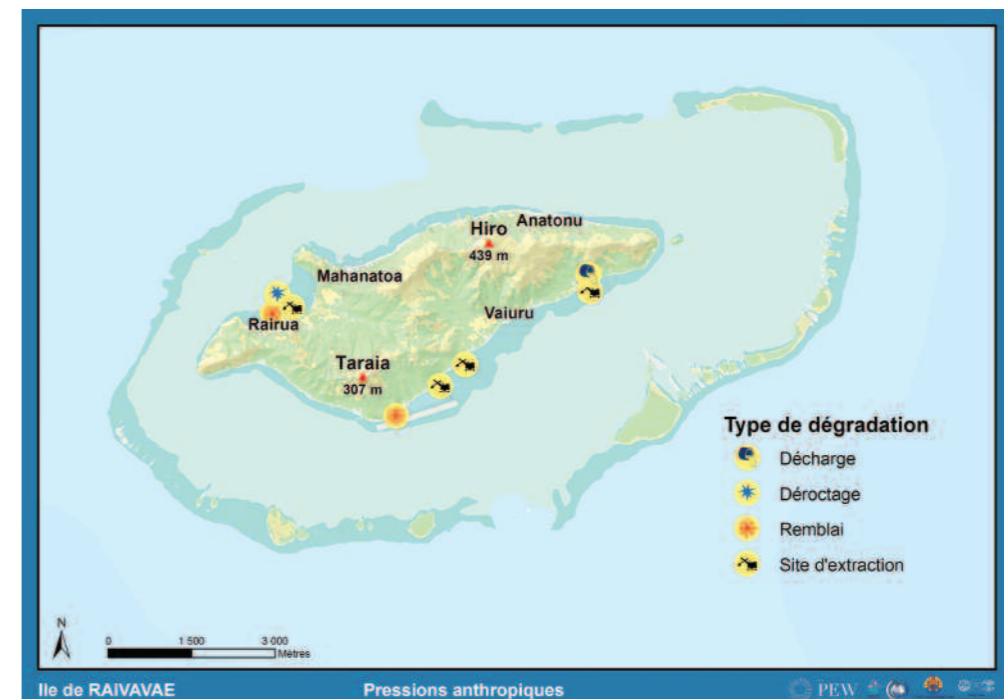 Hiro
439 m
Anatonu
Mahanatoa
Rairua
Vaiuru
Taraia
307 m
Type de dégradation
Décharge
Déroctage
Remblai
Site d'extraction
N
0 1 500 3 000
Mètres
Ile de RAIVAVAE
Pressions anthropiques
PEW